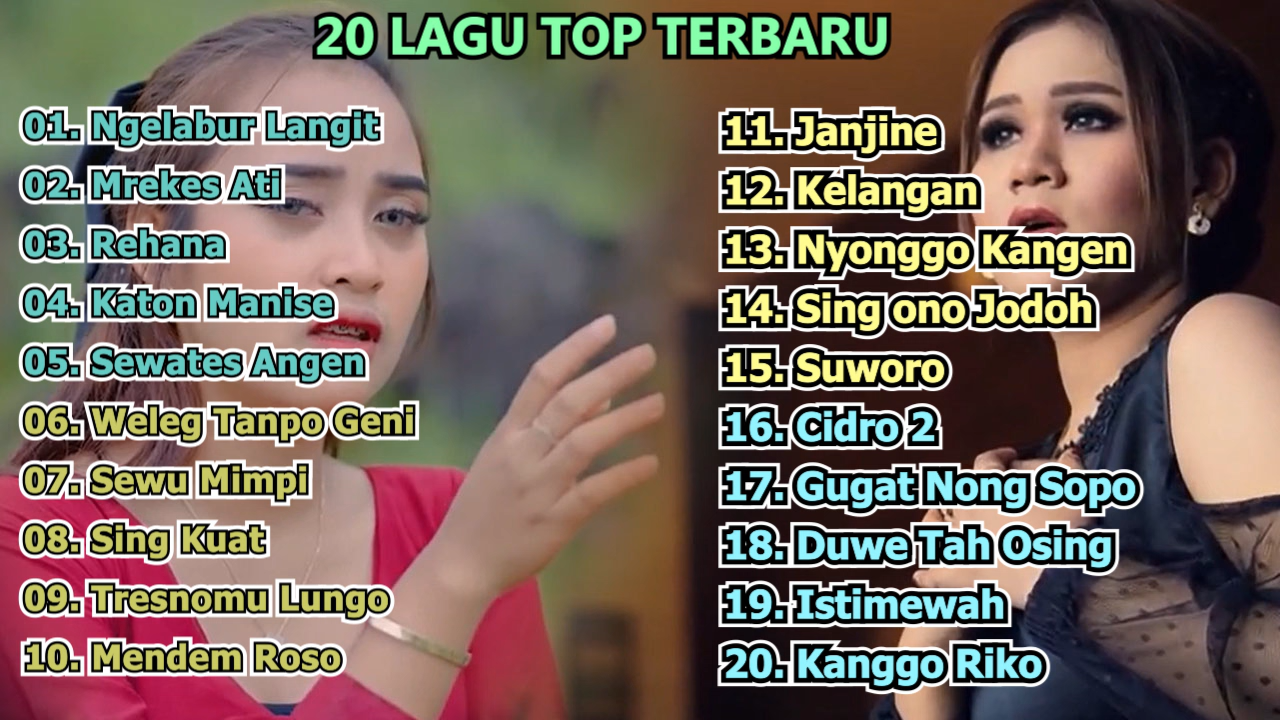 20 LAGU TOP TERBARU
01. Ngelabur Langit
02. Mrekes Ati
03. Rehana
04. Katon Manise
05. Sewates Angen
06. Weleg Tanpo Geni
07. Sewu Mimpi
08. Sing Kuat
09. Tresnomu Lungo
10. Mendem Roso
11. Janjine
12. Kelangan
13. Nyonggo Kangen
14. Sing ono Jodoh
15. Suworo
16. Cidro 2
17. Gugat Nong Sopo
18. Duwe Tah Osing
19. Istimewah
20. Kanggo Riko